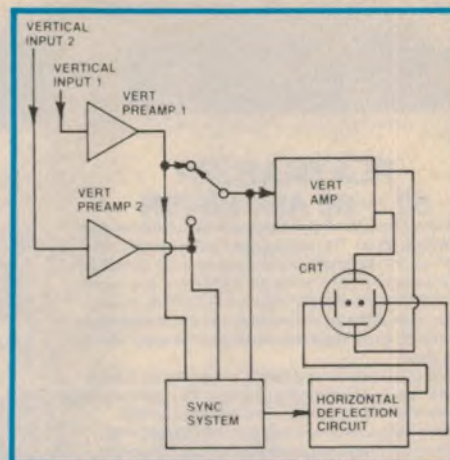 VERTICAL
INPUT 2
VERTICAL
INPUT 1
VERT
PREAMP 1
VERT
PREAMP 2
VERT
AMP
CRT
SYNC
SYSTEM
HORIZONTAL
DEFLECTION
CIRCUIT